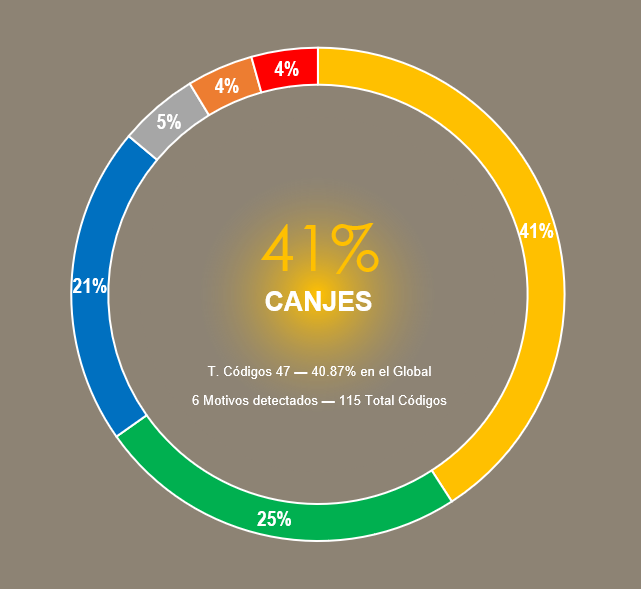 4%
4%
5%
41%
41%
CANJES
21%
T. Códigos 47 — 40.87% en el Global
6 Motivos detectados — 115 Total Códigos
25%